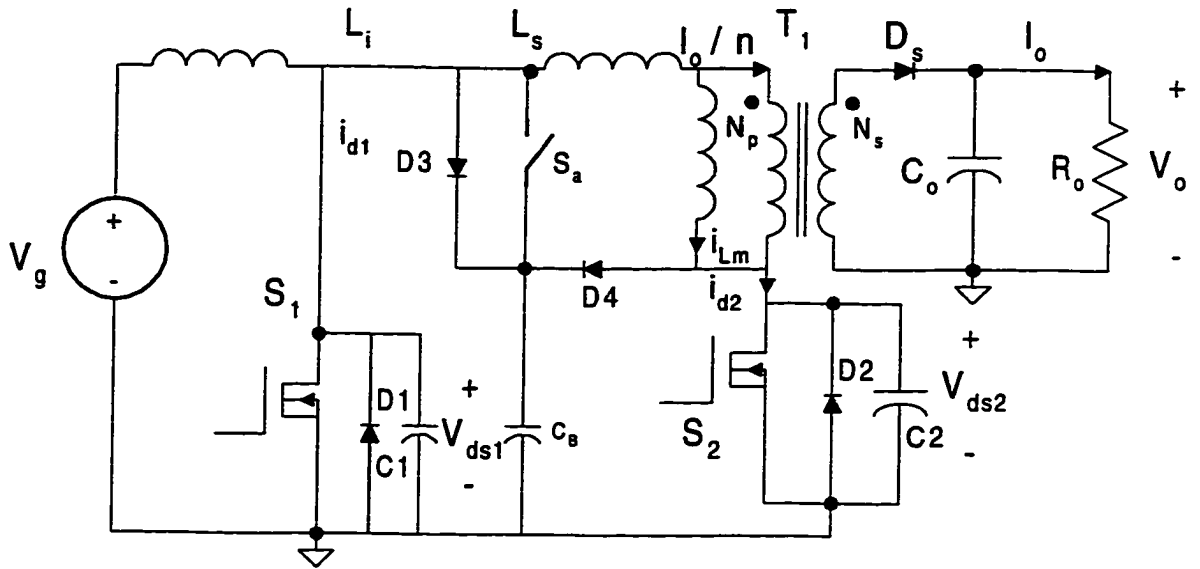 L_i
L_s
I_o / n
T_1
D_s
I_o
+
i_d1
D3
S_a
N_p
N_s
C_o
R_o
V_o
+
-
V_g
i_Lm
-
S_1
D4
i_d2
+
D1
+
D2
V_ds2
V_ds1
C_B
S_2
C1
C2
-
-